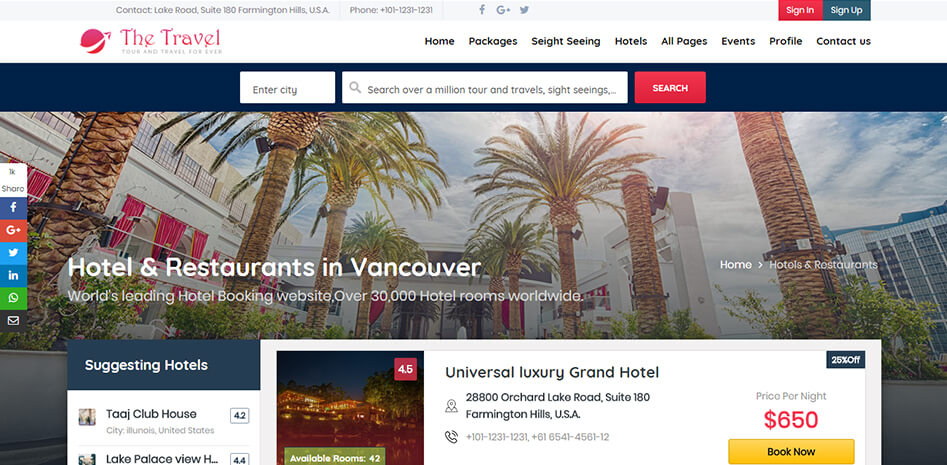 Contact: Lake Road, Suite 180 Farmington Hills, U.S.A. Phone: +101-1231-1231 Sign In Sign Up
The Travel
TOUR AND TRAVEL FOR EVER
Home Packages Seight Seeing Hotels All Pages Events Profile Contact us
Enter city Search over a million tour and travels, sight seeings,... SEARCH
1k
Share
Hotel & Restaurants in Vancouver
World's leading Hotel Booking website,Over 30,000 Hotel rooms worldwide.
Home > Hotels & Restaurants
Suggesting Hotels
Taaj Club House 4.2
City: illunois, United States
Lake Palace view H... 4.4
4.5
Available Rooms: 42
Universal luxury Grand Hotel
28800 Orchard Lake Road, Suite 180
Farmington Hills, U.S.A.
+101-1231-1231, +61 6541-4561-12
25%Off
Price Per Night
$650
Book Now